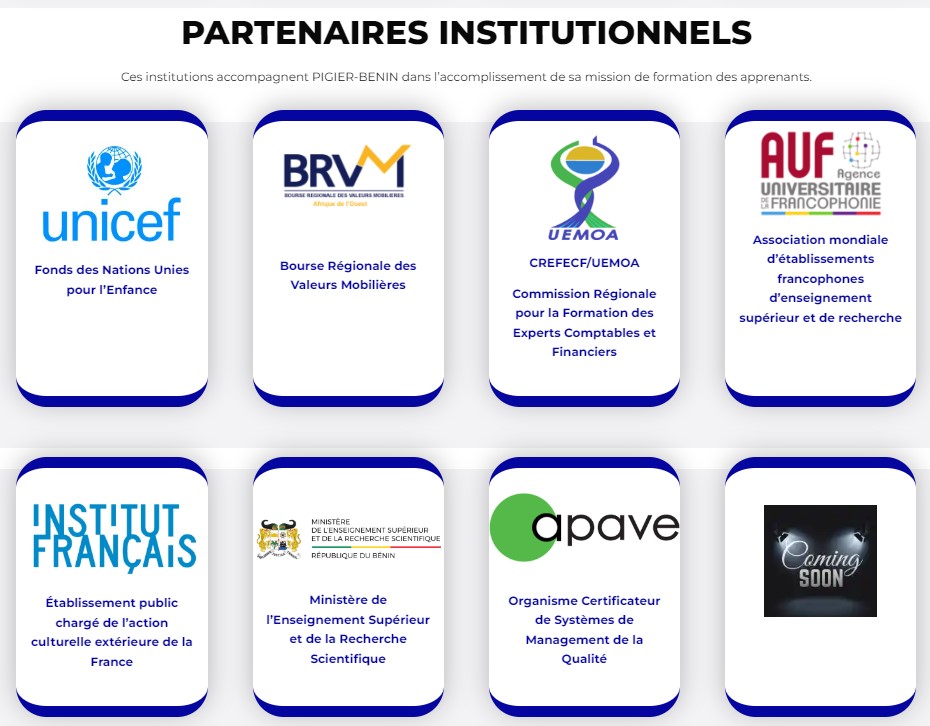 PARTENAIRES INSTITUTIONNELS
Ces institutions accompagnent PIGIER-BENIN dans l'accomplissement de sa mission de formation des apprenants.
unicef
Fonds des Nations Unies
pour l'Enfance
BRVM
BOURSE REGIONALE DES VALEURS MOBILIERES
Afrique de l'Ouest
Bourse Régionale des
Valeurs Mobilières
UEMOA
CREFECF/UEMOA
Commission Régionale
pour la Formation des
Experts Comptables et
Financiers
AUF
Agence
UNIVERSITAIRE
DE LA FRANCOPHONIE
Association mondiale
d'établissements
francophones
d'enseignement
supérieur et de recherche
INSTITUT
FRANÇAIS
Établissement public
chargé de l'action
culturelle extérieure de la
France
MINISTÈRE
DE L'ENSEIGNEMENT SUPÉRIEUR
ET DE LA RECHERCHE SCIENTIFIQUE
RÉPUBLIQUE DU BÉNIN
Ministère de
l'Enseignement Supérieur
et de la Recherche
Scientifique
apave
Organisme Certificateur
de Systèmes de
Management de la
Qualité
Coming
SOON